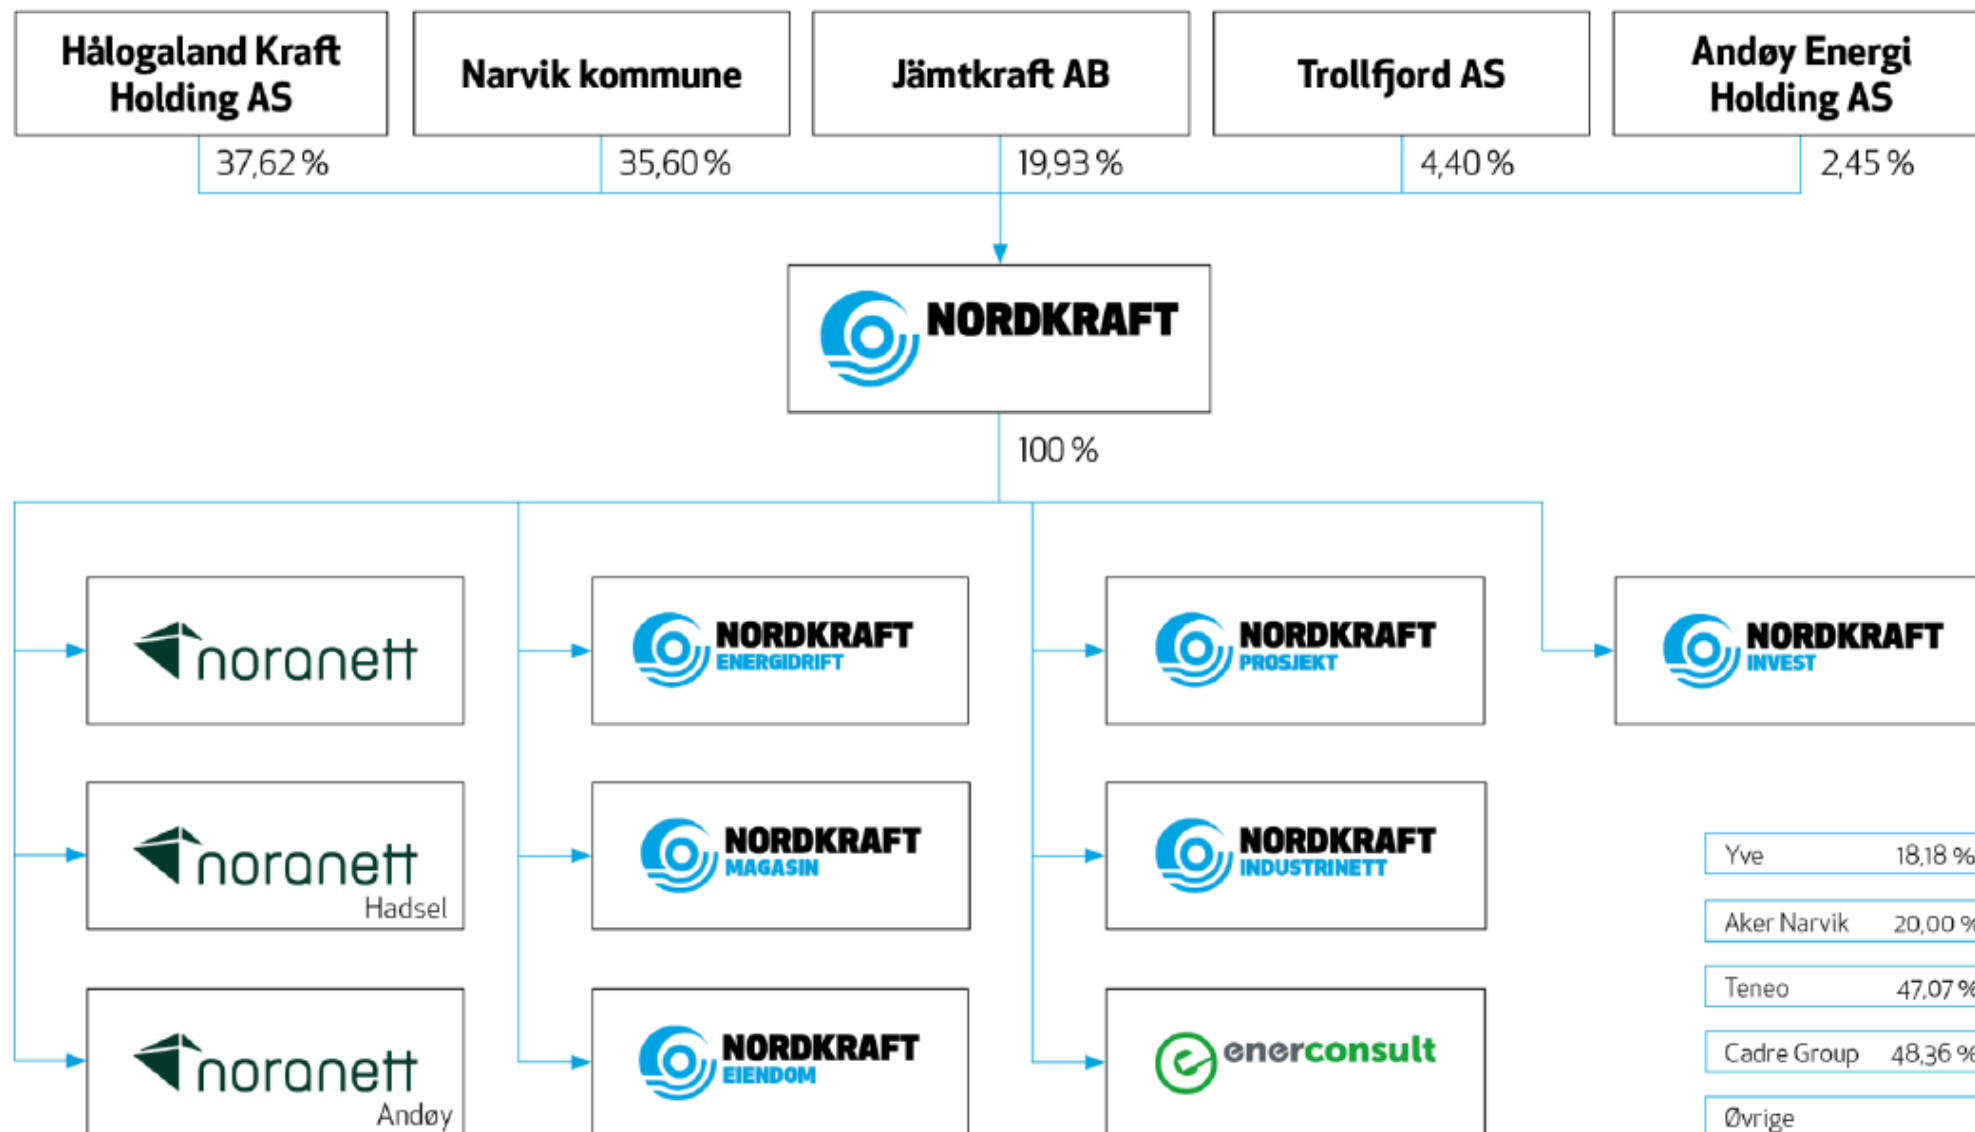 Hålogaland Kraft
Holding AS
Narvik kommune
Jämtkraft AB
Trollfjord AS
Andøy Energi
Holding AS
37,62 %
35,60 %
19,93 %
4,40 %
2,45 %
NORDKRAFT
100 %
noranett
NORDKRAFT
ENERGIDRIFT
NORDKRAFT
PROSJEKT
NORDKRAFT
INVEST
noranett
Hadsel
NORDKRAFT
MAGASIN
NORDKRAFT
INDUSTRINETT
Yve 18,18 %
Aker Narvik 20,00 %
Teneo 47,07 %
Cadre Group 48,36 %
Øvrige
noranett
Andøy
NORDKRAFT
EIENDOM
enerconsult